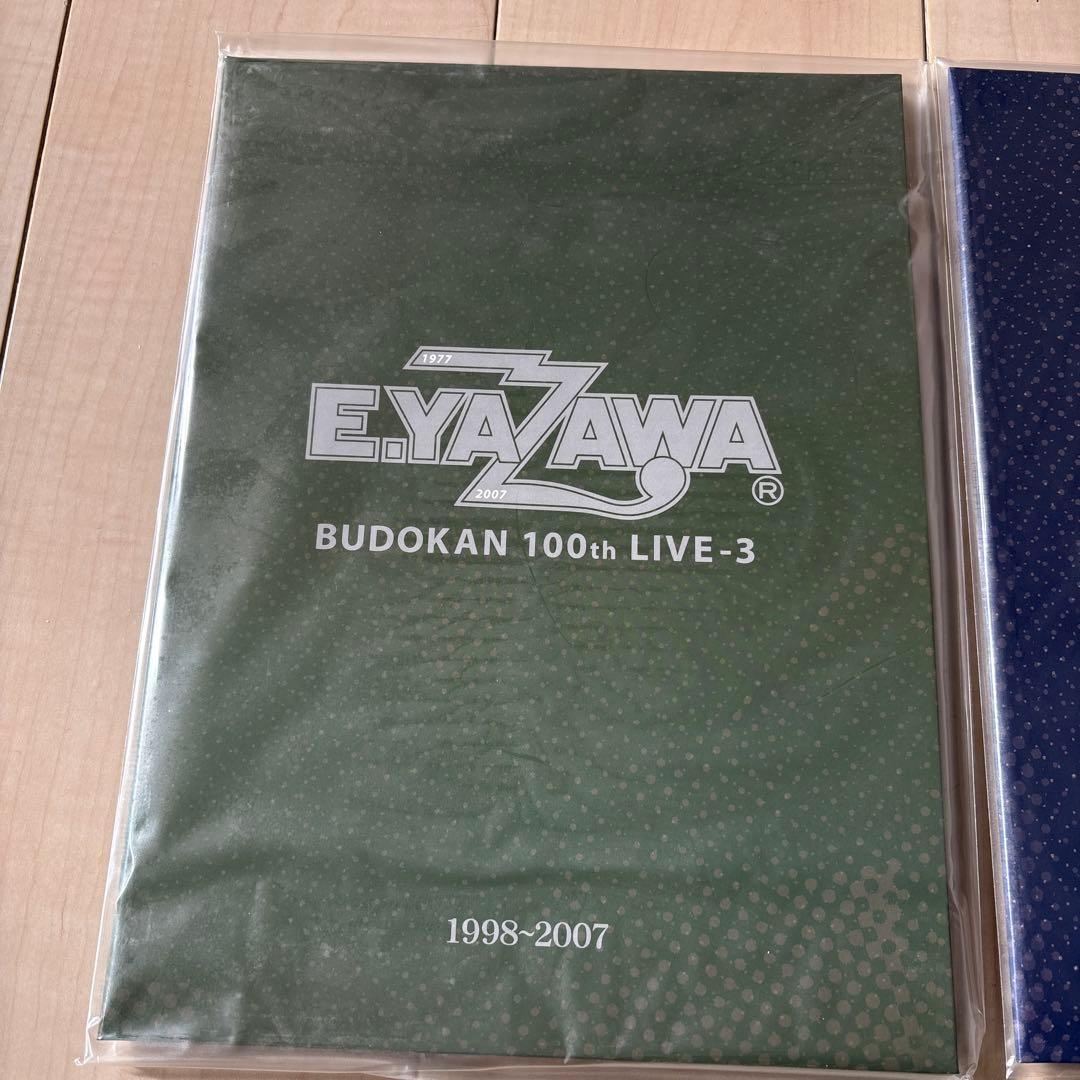 1977
E.YAZAWA
2007
®
BUDOKAN 100th LIVE-3
1998~2007